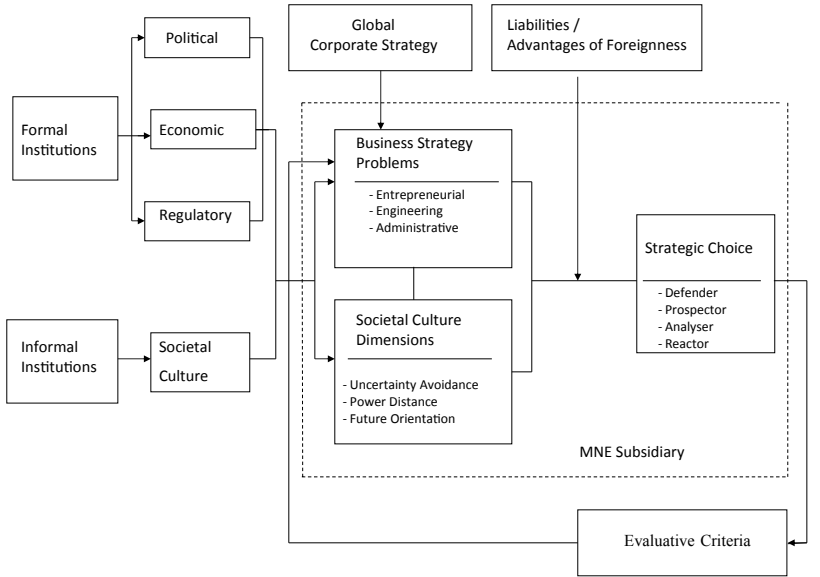 Political
Global
Corporate Strategy
Liabilities /
Advantages of Foreignness
Formal
Institutions
Economic
Regulatory
Business Strategy
Problems
- Entrepreneurial
- Engineering
- Administrative
Strategic Choice
- Defender
- Prospector
- Analyser
- Reactor
Informal
Institutions
Societal
Culture
Societal Culture
Dimensions
- Uncertainty Avoidance
- Power Distance
- Future Orientation
MNE Subsidiary
Evaluative Criteria